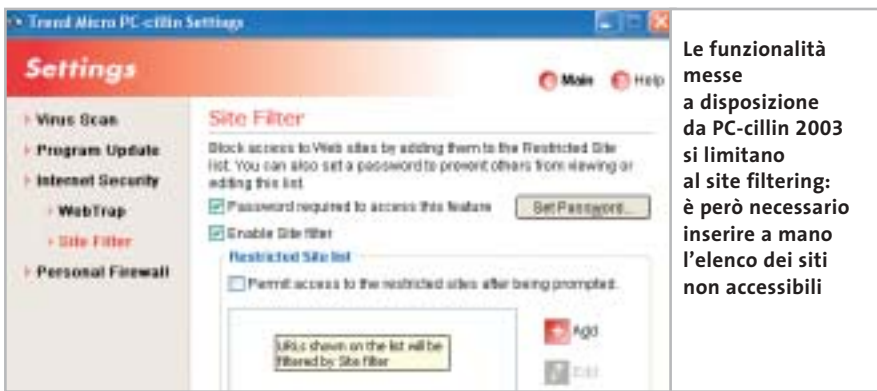 Trend Micro PC-cillin Settings
Settings
Main
Help
Virus Scan
Program Update
Internet Security
WebTrap
Site Filter
Personal Firewall
Site Filter
Block access to Web sites by adding them to the Restricted Site
list. You can also set a password to prevent others from viewing or
editing this list.
Password required to access this feature
Set Password...
Enable Site filter
Restricted Site list
Permit access to the restricted sites after being prompted.
Add
URLs shown on the list will be
filtered by Site filter
Edit
Le funzionalità
messe
a disposizione
da PC-cillin 2003
si limitano
al site filtering:
è però necessario
inserire a mano
l'elenco dei siti
non accessibili